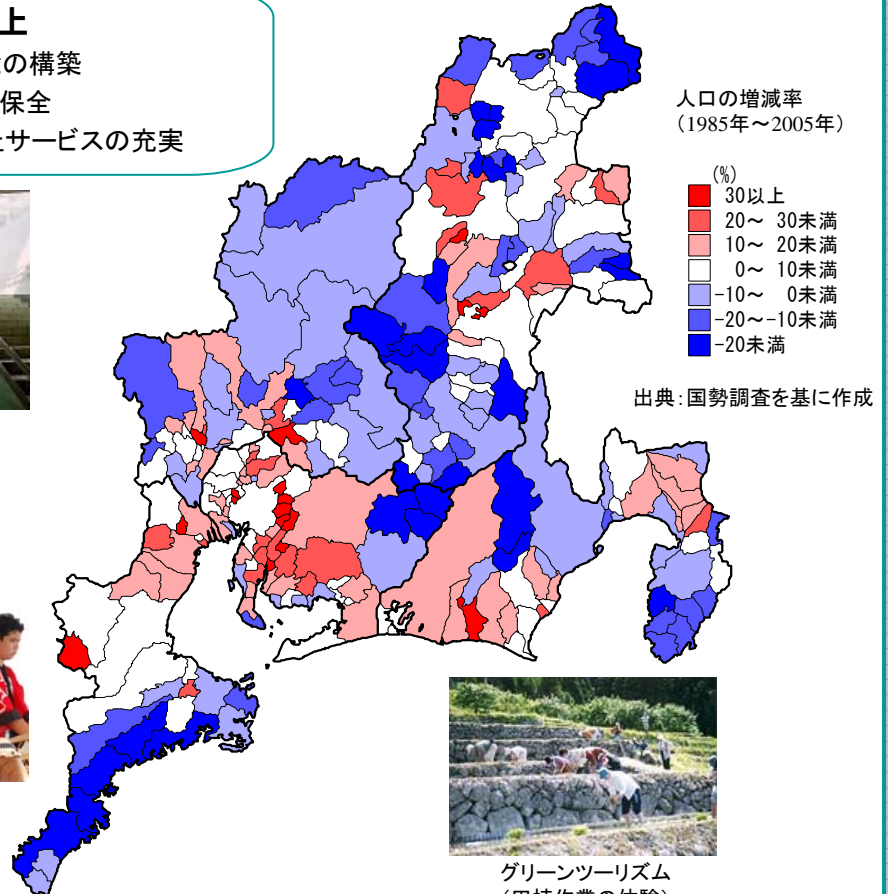 上
の構築
保全
サービスの充実
人口の増減率
（1985年～2005年）
(%)
30以上
20～ 30未満
10～ 20未満
0～ 10未満
-10～ 0未満
-20～-10未満
-20未満
出典：国勢調査を基に作成
グリーンツーリズム